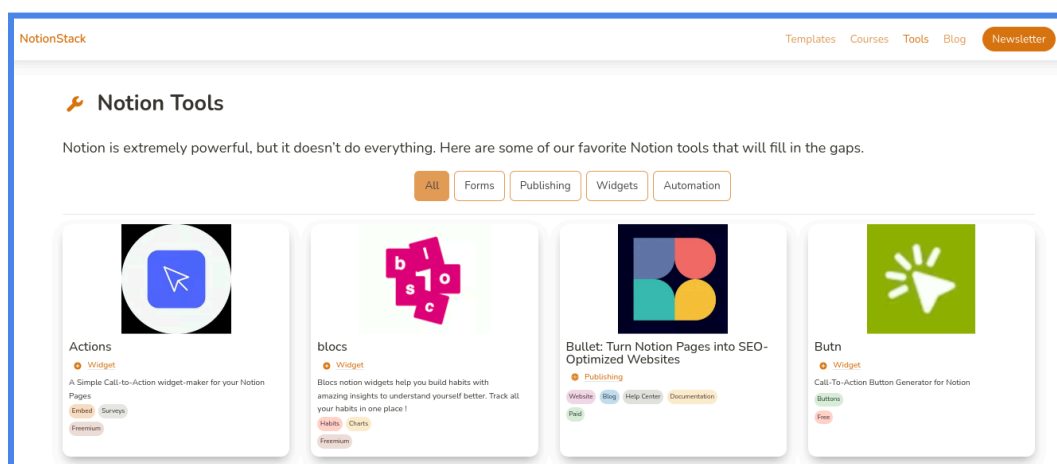 NotionStack
Templates Courses Tools Blog Newsletter
Notion Tools
Notion is extremely powerful, but it doesn't do everything. Here are some of our favorite Notion tools that will fill in the gaps.
All Forms Publishing Widgets Automation
Actions
Widget
A Simple Call-to-Action widget-maker for your Notion
Pages
Embed Surveys
Freemium
b l o c s
blocs
Widget
Blocs notion widgets help you build habits with
amazing insights to understand yourself better. Track all
your habits in one place !
Habits Charts
Freemium
Bullet: Turn Notion Pages into SEO-
Optimized Websites
Publishing
Website Blog Help Center Documentation
Paid
Butn
Widget
Call-To-Action Button Generator for Notion
Buttons
Free